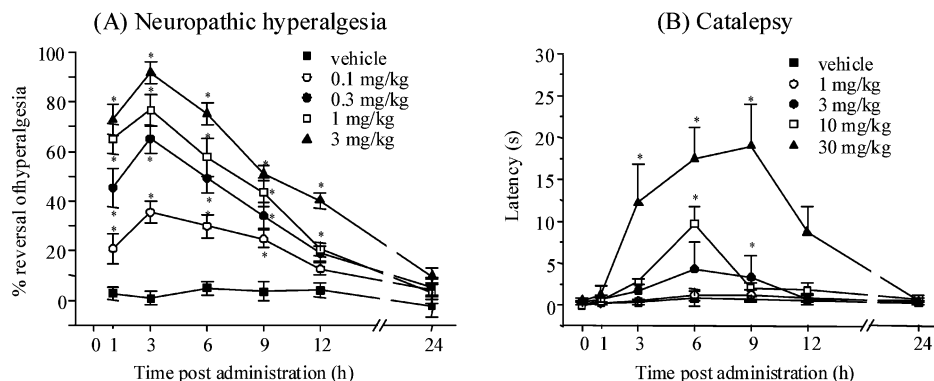 (A) Neuropathic hyperalgesia
% reversal of hyperalgesia
100
80
60
40
20
0
vehicle
0.1 mg/kg
0.3 mg/kg
1 mg/kg
3 mg/kg
* * * * * * * * * * * * * * * * *
0 1 3 6 9 12 24
Time post administration (h)
(B) Catalepsy
Latency (s)
30
25
20
15
10
5
0
vehicle
1 mg/kg
3 mg/kg
10 mg/kg
30 mg/kg
* * * * *
0 1 3 6 9 12 24
Time post administration (h)